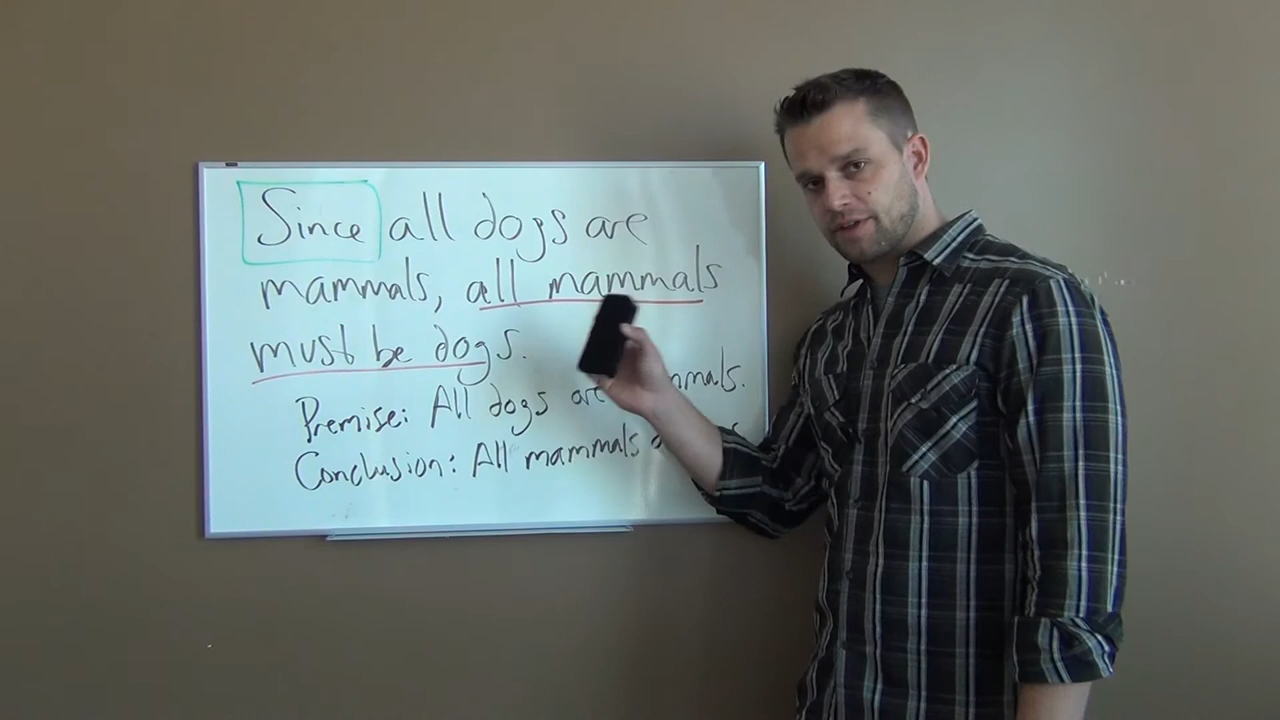 Since all dogs are
mammals, all mammals
must be dogs.
Premise: All dogs are
Conclusion: All mammals